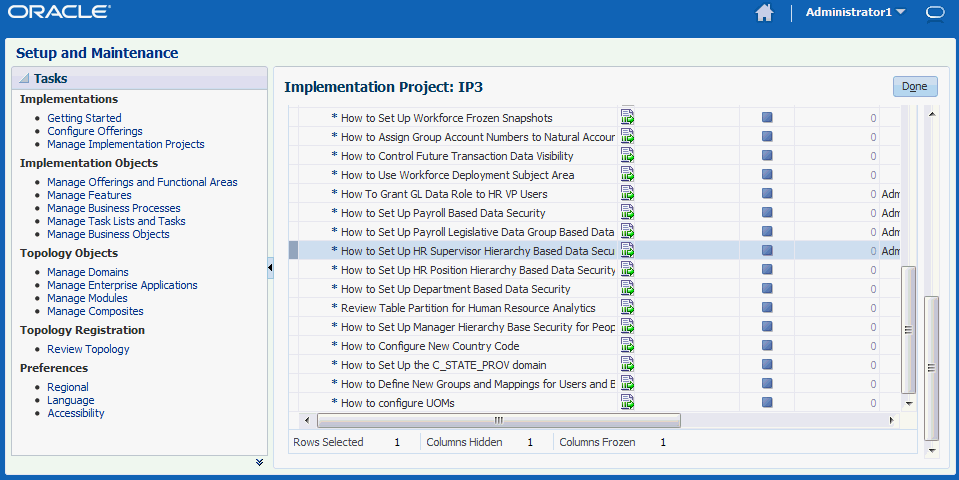 ORACLE
Administrator1
Setup and Maintenance
Tasks
Implementations
Getting Started
Configure Offerings
Manage Implementation Projects
Implementation Objects
Manage Offerings and Functional Areas
Manage Features
Manage Business Processes
Manage Task Lists and Tasks
Manage Business Objects
Topology Objects
Manage Domains
Manage Enterprise Applications
Manage Modules
Manage Composites
Topology Registration
Review Topology
Preferences
Regional
Language
Accessibility
Implementation Project: IP3
Done
* How to Set Up Workforce Frozen Snapshots 0
* How to Assign Group Account Numbers to Natural Accour 0
* How to Control Future Transaction Data Visibility 0
* How to Use Workforce Deployment Subject Area 0
* How To Grant GL Data Role to HR VP Users 0 Adm
* How to Set Up Payroll Based Data Security 0
* How to Set Up Payroll Legislative Data Group Based Data 0 Adm
* How to Set Up HR Supervisor Hierarchy Based Data Secu 0 Adm
* How to Set Up HR Position Hierarchy Based Data Security 0
* How to Set Up Department Based Data Security 0
* Review Table Partition for Human Resource Analytics 0
* How to Set Up Manager Hierarchy Base Security for Peop 0
* How to Configure New Country Code 0
* How to Set Up the C_STATE_PROV domain 0
* How to Define New Groups and Mappings for Users and B 0
* How to configure UOMs 0
Rows Selected 1 Columns Hidden 1 Columns Frozen 1